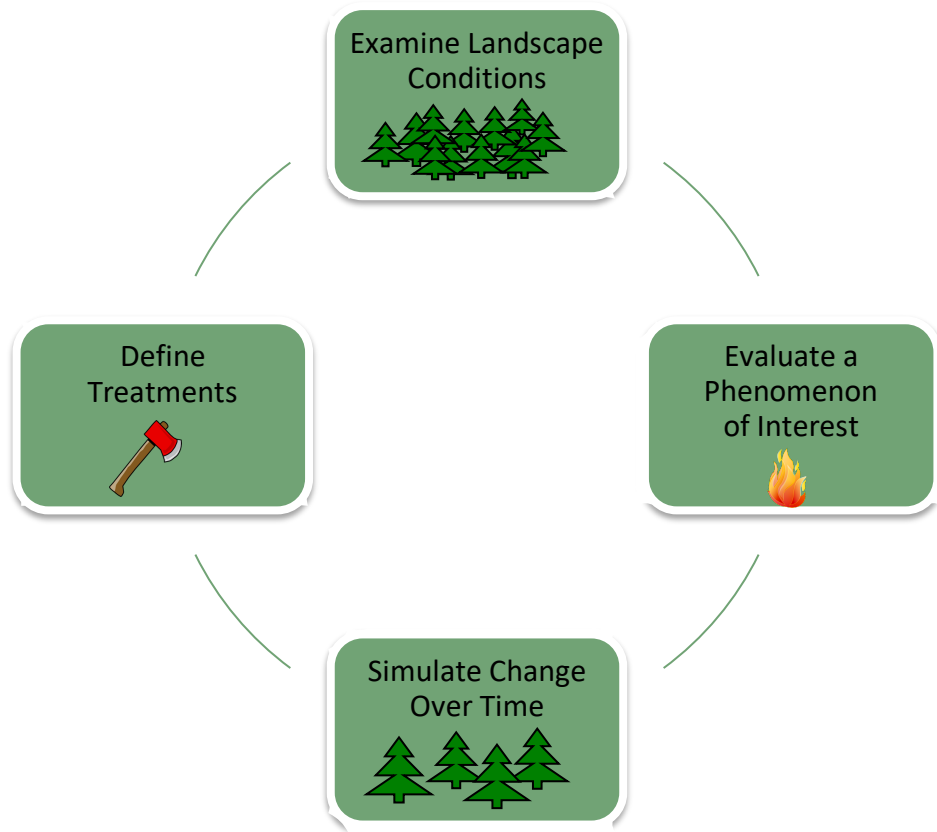 Examine Landscape
Conditions
Define
Treatments
Evaluate a
Phenomenon
of Interest
Simulate Change
Over Time